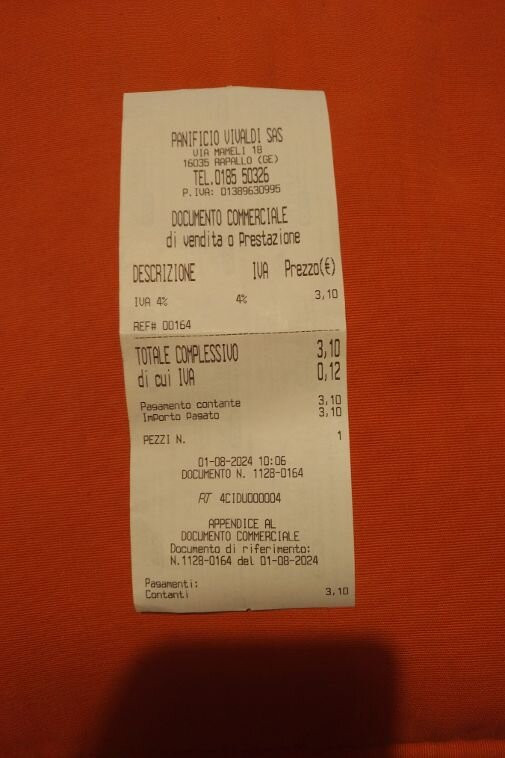 PANIFICIO VIVALDI SAS
VIA MAMELI 18
16035 RAPALLO (GE)
TEL.0185 50326
P.IVA: 01389630995
DOCUMENTO COMMERCIALE
di vendita o Prestazione
DESCRIZIONE IVA Prezzo(€)
IVA 4% 4% 3,10
REF# 00164
TOTALE COMPLESSIVO 3,10
di cui IVA 0,12
Pagamento contante 3,10
Importo Pagato 3,10
PEZZI N. 1
01-08-2024 10:06
DOCUMENTO N. 1128-0164
RT 4CIDU000004
APPENDICE AL
DOCUMENTO COMMERCIALE
Documento di riferimento:
N.1128-0164 del 01-08-2024
Pagamenti:
Contanti 3,10